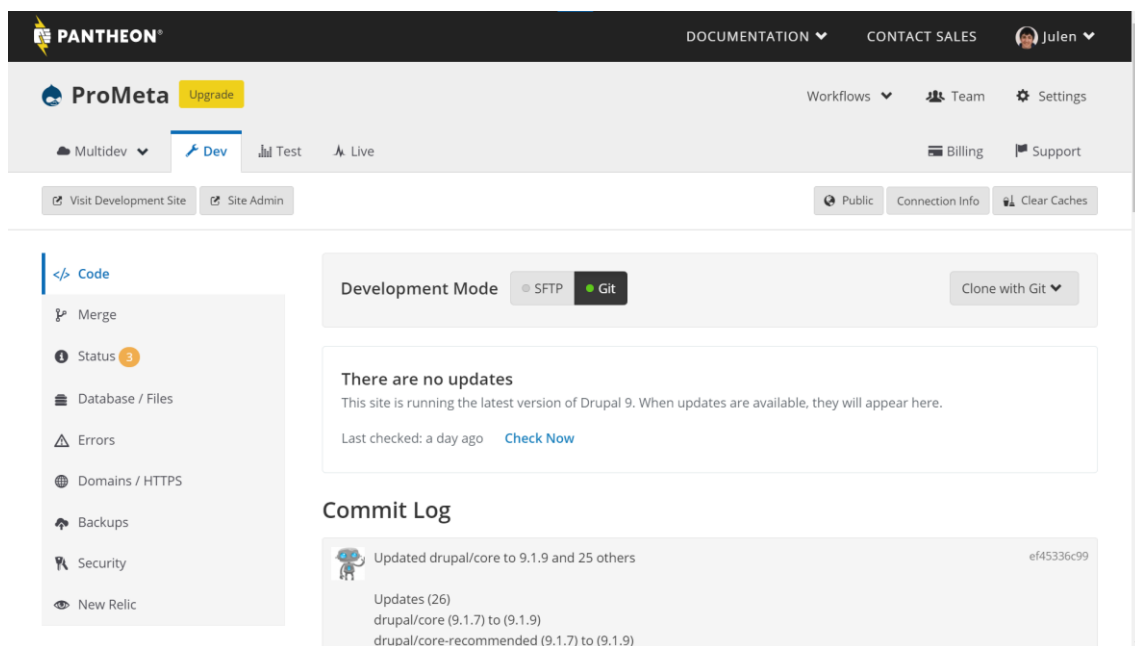 PANTHEON®
DOCUMENTATION
CONTACT SALES
Julen
ProMeta
Upgrade
Workflows
Team
Settings
Multidev
Dev
Test
Live
Billing
Support
Visit Development Site
Site Admin
Public
Connection Info
Clear Caches
</> Code
Merge
Status 3
Database / Files
Errors
Domains / HTTPS
Backups
Security
New Relic
Development Mode
SFTP
Git
Clone with Git
There are no updates
This site is running the latest version of Drupal 9. When updates are available, they will appear here.
Last checked: a day ago Check Now
Commit Log
Updated drupal/core to 9.1.9 and 25 others
ef45336c99
Updates (26)
drupal/core (9.1.7) to (9.1.9)
drupal/core-recommended (9.1.7) to (9.1.9)